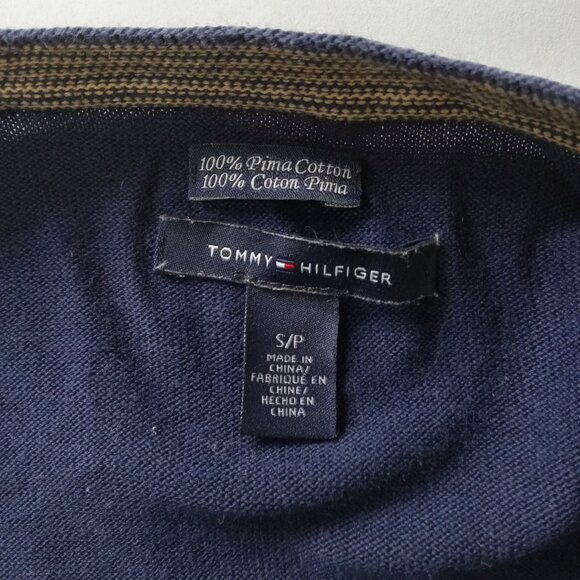 100% Pima Cotton
100% Coton Pima
TOMMY HILFIGER
S/P
MADE IN
CHINA/
FABRIQUÉ EN
CHINE/
HECHO EN
CHINA